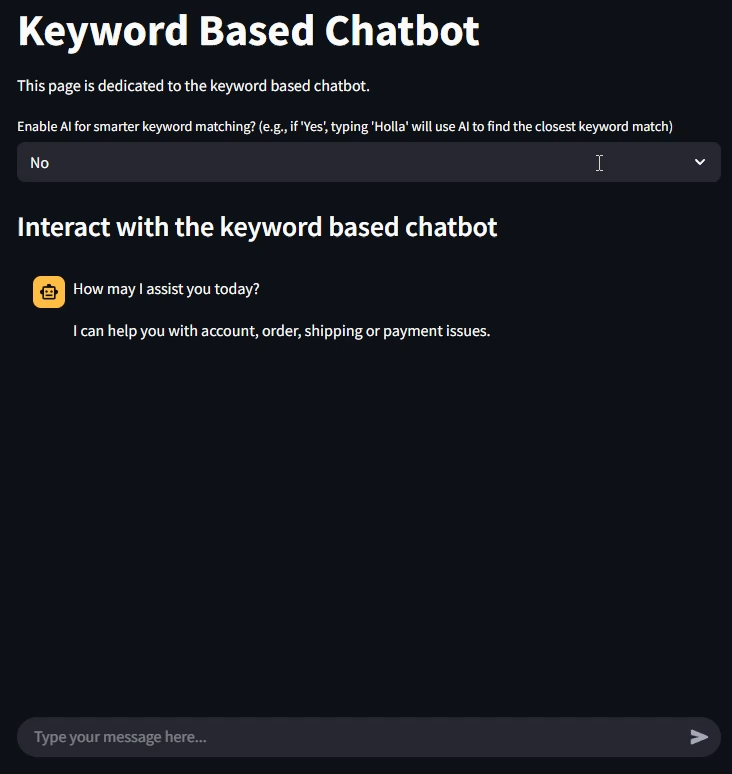 Keyword Based Chatbot
This page is dedicated to the keyword based chatbot.
Enable AI for smarter keyword matching? (e.g., if 'Yes', typing 'Holla' will use AI to find the closest keyword match)
No
Interact with the keyword based chatbot
How may I assist you today?
I can help you with account, order, shipping or payment issues.
Type your message here...